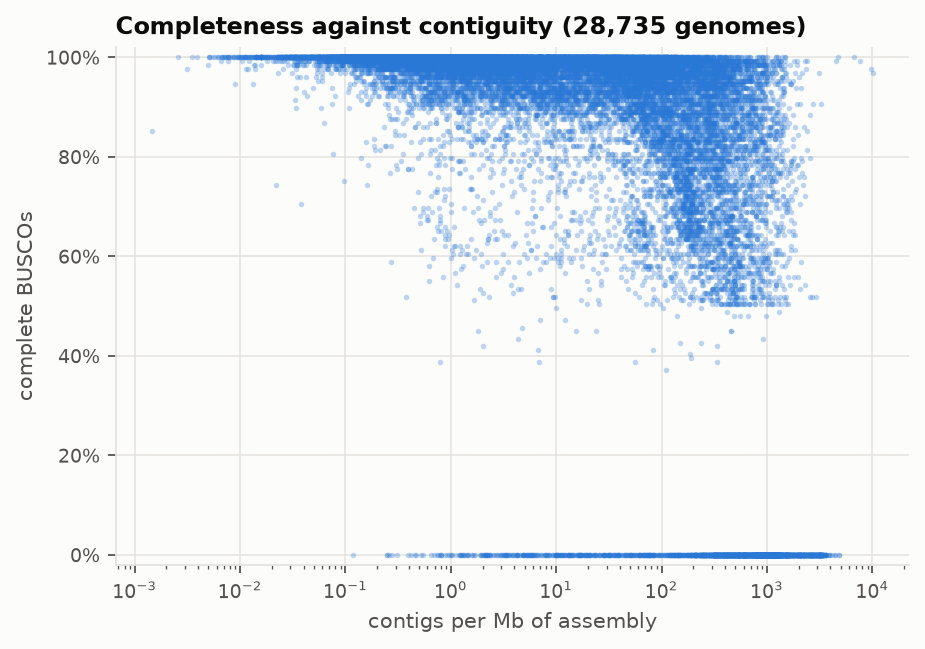 Completeness against contiguity (28,735 genomes)
100%
80%
60%
40%
20%
0%
complete BUSCOs
10⁻³ 10⁻² 10⁻¹ 10⁰ 10¹ 10² 10³ 10⁴
contigs per Mb of assembly